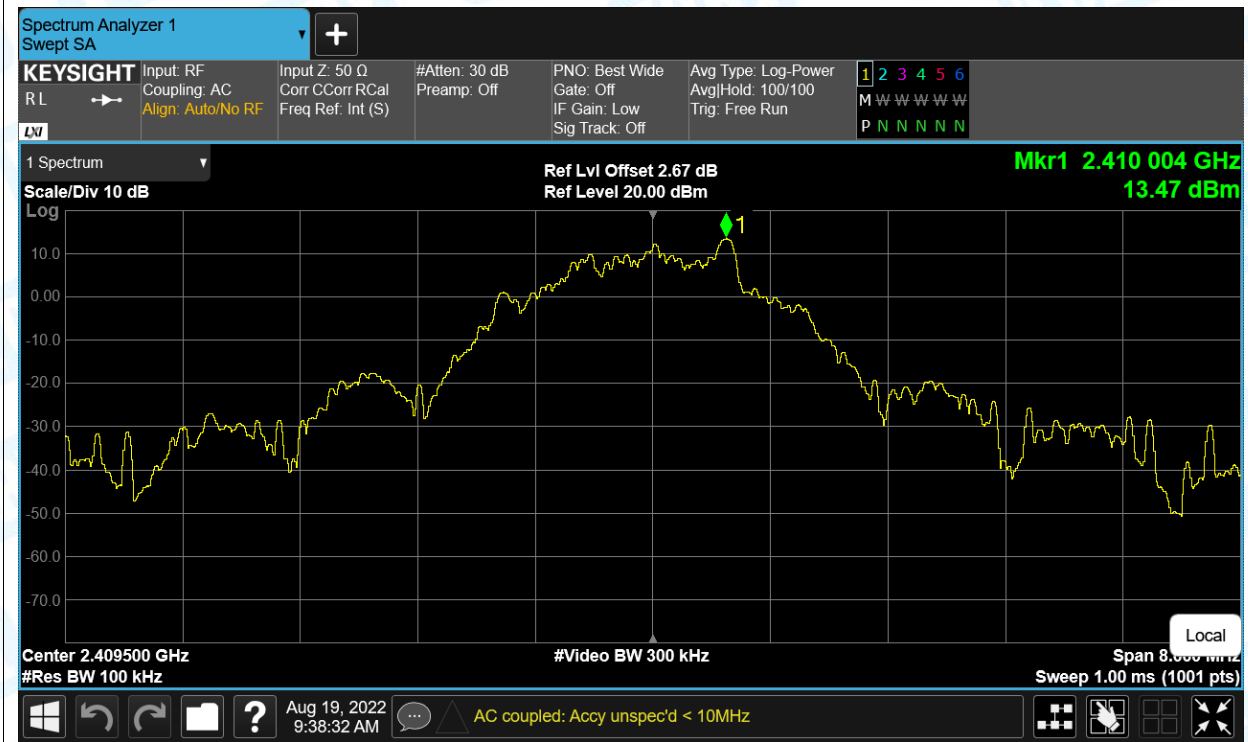 Spectrum Analyzer 1
Swept SA
+
KEYSIGHT
R L
LXI
Input: RF
Coupling: AC
Align: Auto/No RF
Input Z: 50 Ω
Corr CCorr RCal
Freq Ref: Int (S)
#Atten: 30 dB
Preamp: Off
PNO: Best Wide
Gate: Off
IF Gain: Low
Sig Track: Off
Avg Type: Log-Power
Avg|Hold: 100/100
Trig: Free Run
1 2 3 4 5 6
M W W W W W W
P N N N N N N
1 Spectrum
Scale/Div 10 dB
Log
Ref Lvl Offset 2.67 dB
Ref Level 20.00 dBm
Mkr1 2.410 004 GHz
13.47 dBm
1
10.0
0.00
-10.0
-20.0
-30.0
-40.0
-50.0
-60.0
-70.0
Local
Center 2.409500 GHz
#Res BW 100 kHz
#Video BW 300 kHz
Span 8.000 MHz
Sweep 1.00 ms (1001 pts)
?
Aug 19, 2022
9:38:32 AM
AC coupled: Accy unspec'd < 10MHz